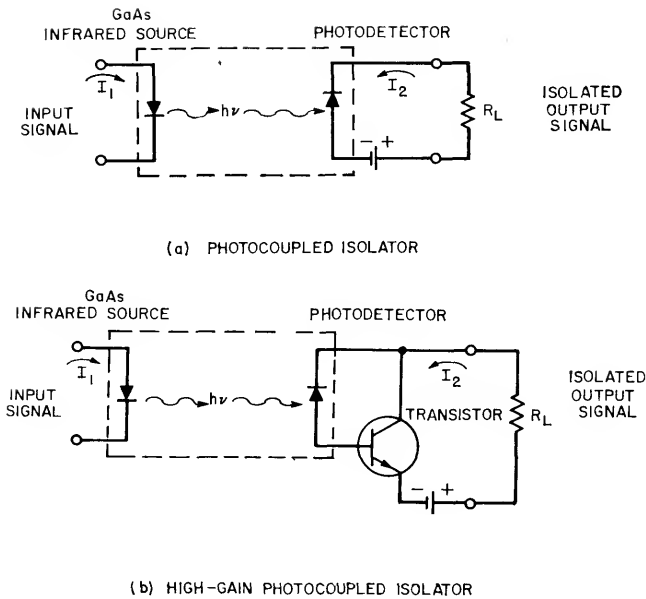 GaAs
INFRARED SOURCE
PHOTODETECTOR
I1
I2
INPUT
SIGNAL
hν
- +
RL
ISOLATED
OUTPUT
SIGNAL
(a) PHOTOCOUPLED ISOLATOR
GaAs
INFRARED SOURCE
PHOTODETECTOR
I1
I2
INPUT
SIGNAL
hν
TRANSISTOR
RL
ISOLATED
OUTPUT
SIGNAL
- +
(b) HIGH-GAIN PHOTOCOUPLED ISOLATOR